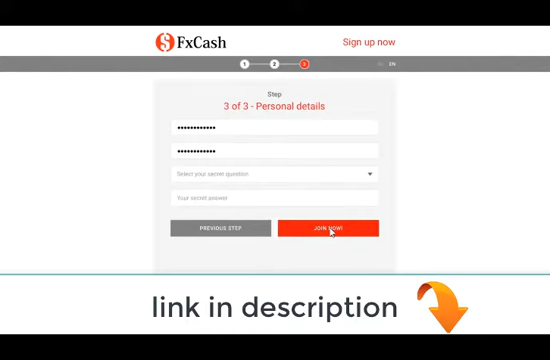 FxCash
Sign up now
1 2 3
EN
Step
3 of 3 - Personal details
••••••••••••
••••••••••••
Select your secret question
Your secret answer
PREVIOUS STEP
JOIN NOW!
link in description